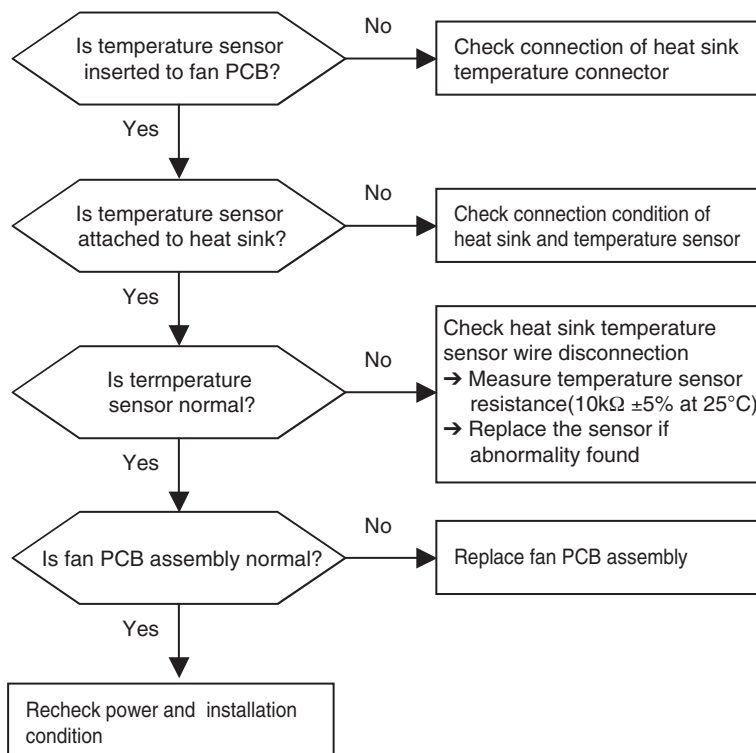 Is temperature sensor
inserted to fan PCB?
No
Check connection of heat sink
temperature connector
Yes
Is temperature sensor
attached to heat sink?
No
Check connection condition of
heat sink and temperature sensor
Yes
Is termnperature
sensor normal?
No
Check heat sink temperature
sensor wire disconnection
➔ Measure temperature sensor
resistance(10kΩ ±5% at 25°C)
➔ Replace the sensor if
abnormality found
Yes
Is fan PCB assembly normal?
No
Replace fan PCB assembly
Yes
Recheck power and installation
condition